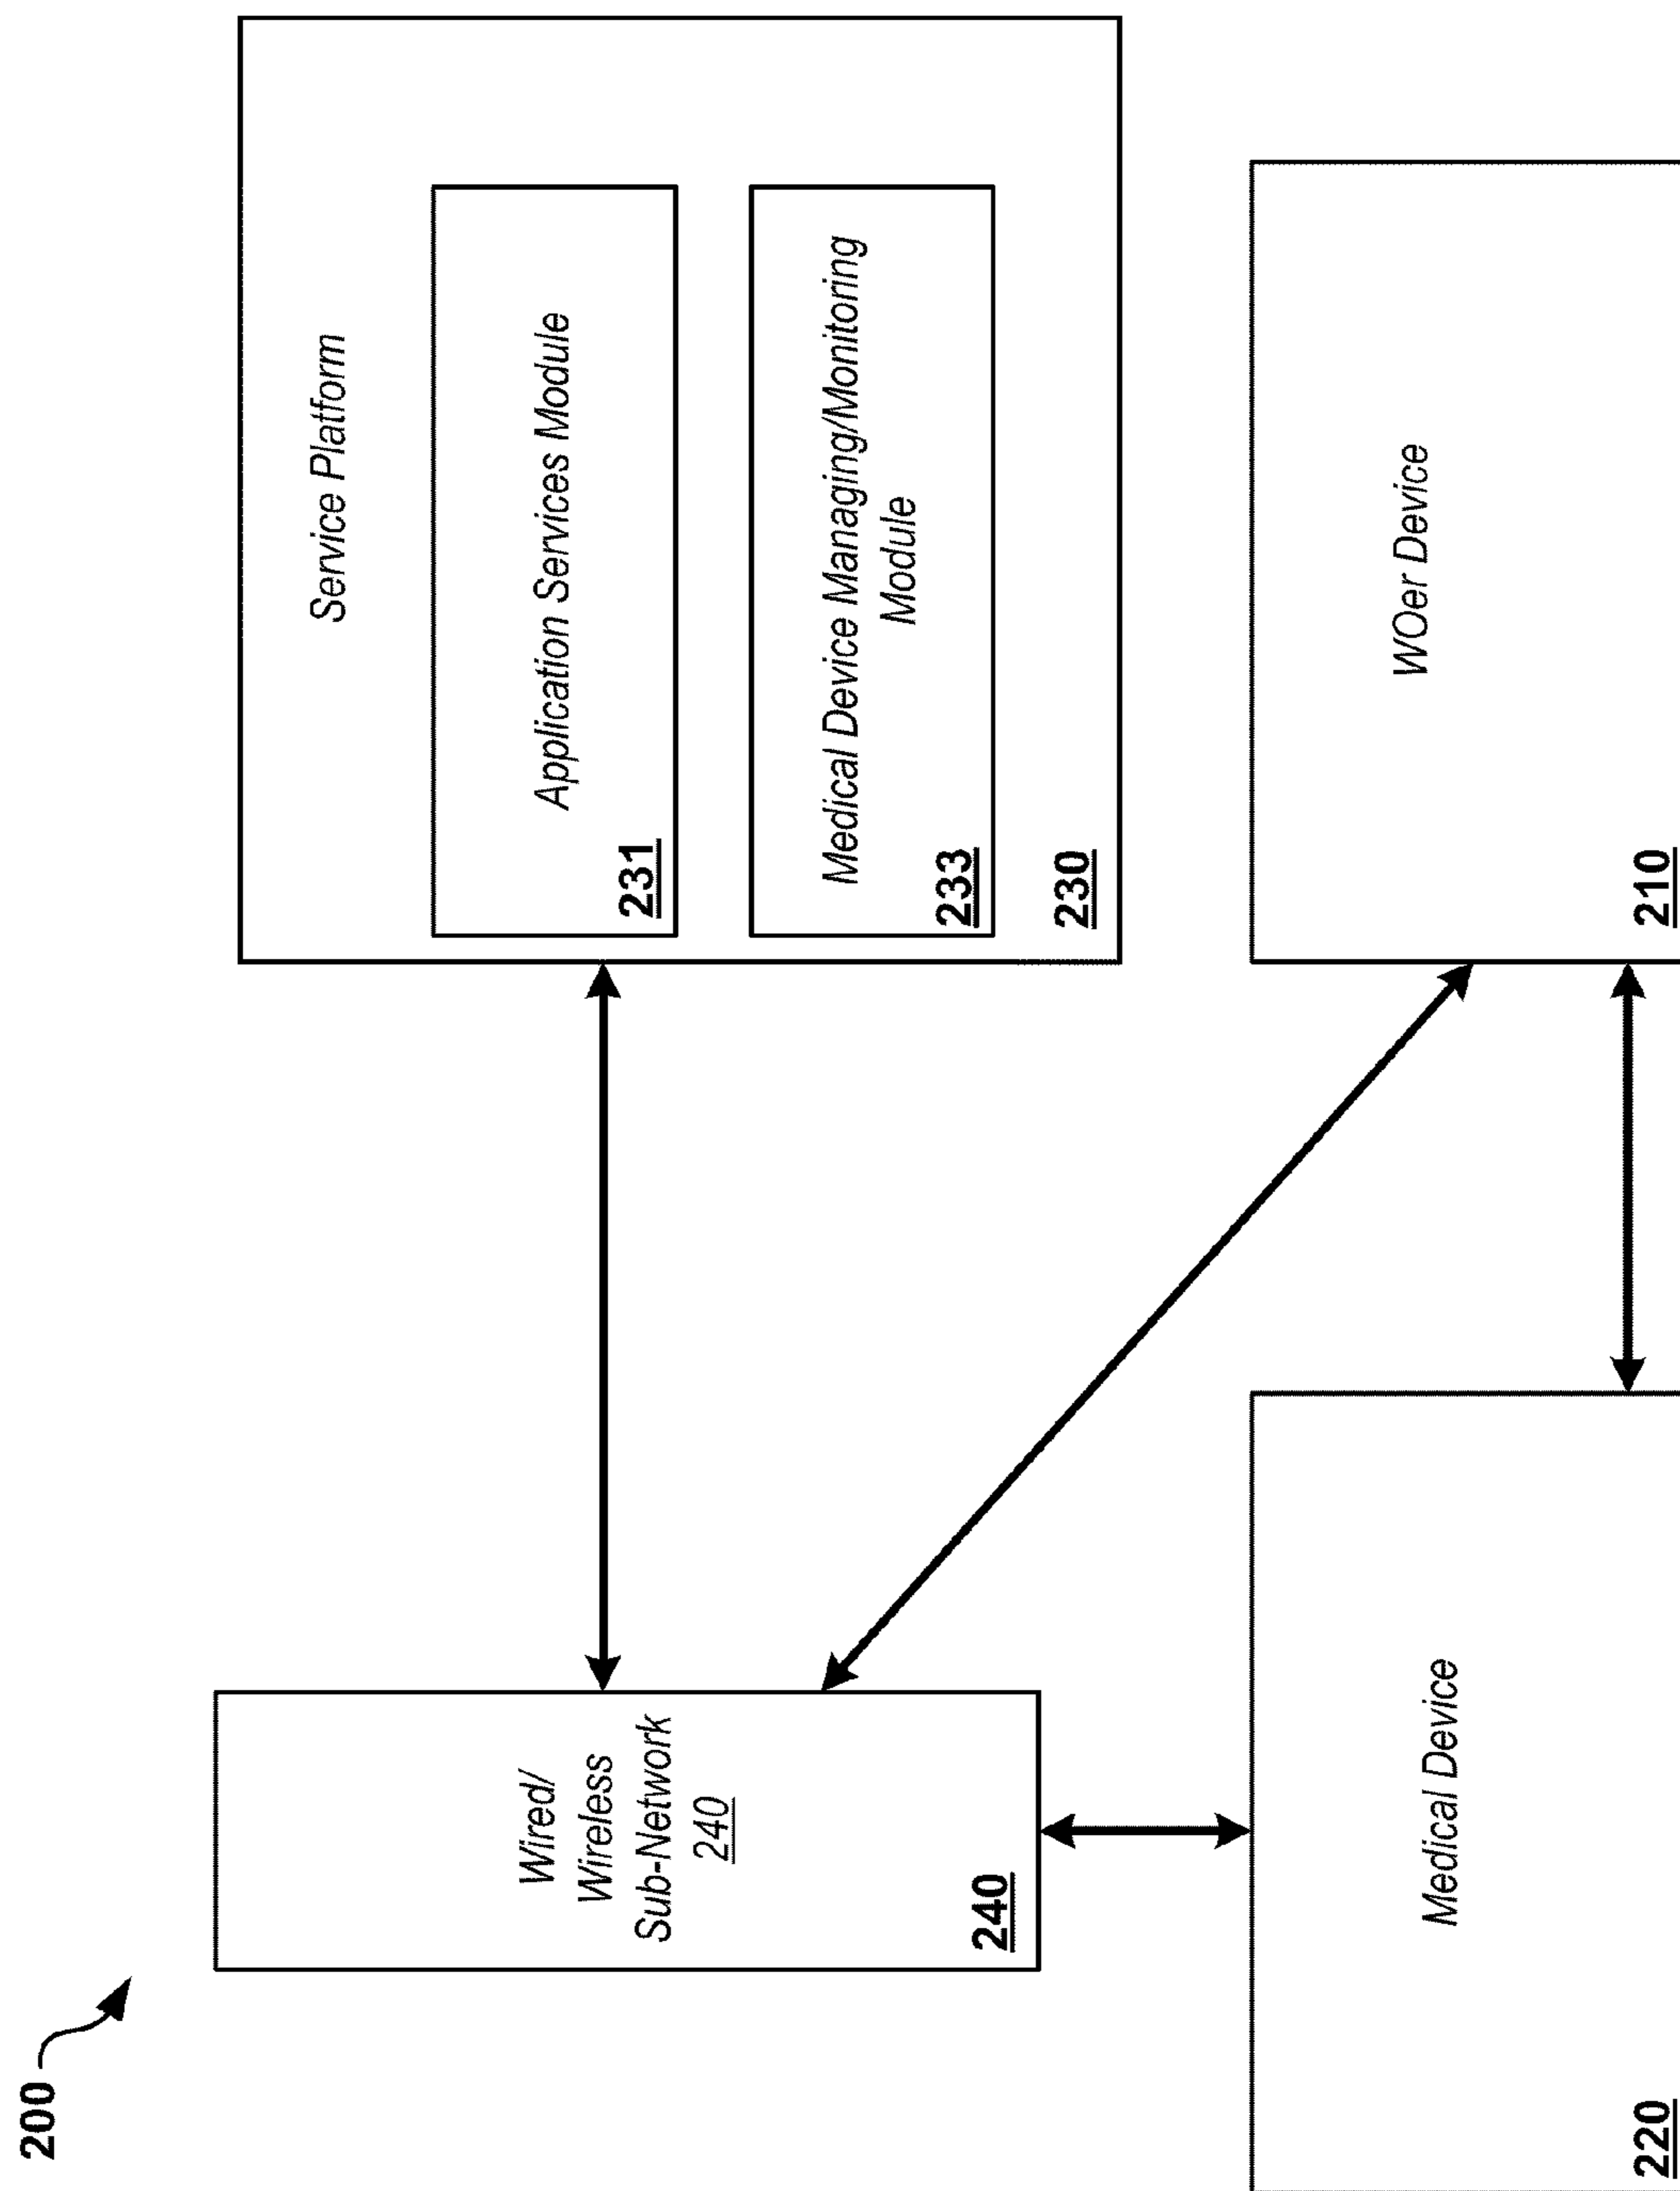 200
Wired/
Wireless
Sub-Network
240
240
Service Platform
Application Services Module
231
Medical Device Managing/Monitoring
Module
233
230
Medical Device
220
WOer Device
210